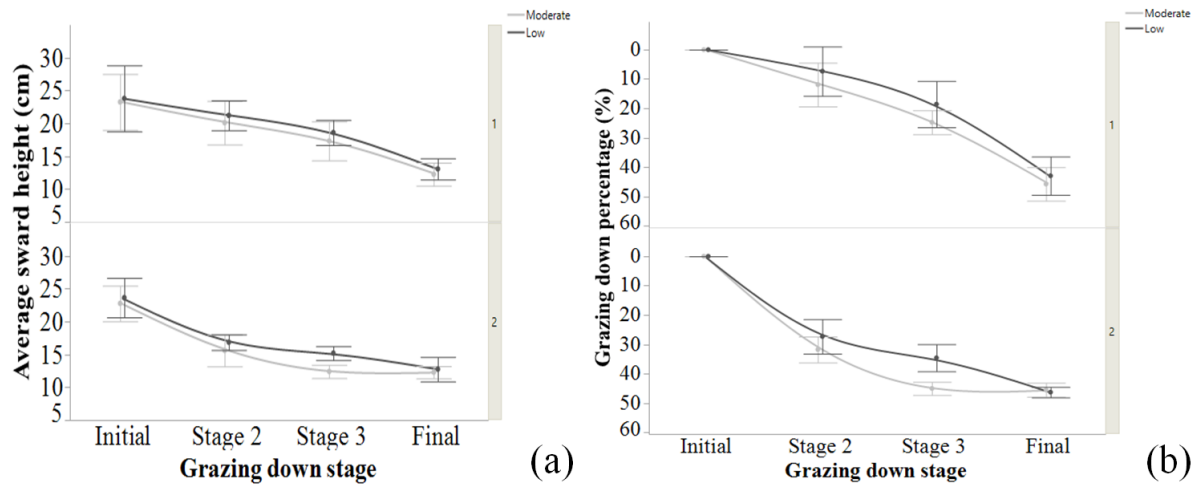 Moderate
Low
Average sward height (cm)
30
25
20
15
10
5
1
30
25
20
15
10
5
2
Initial Stage 2 Stage 3 Final
Grazing down stage
(a)
Moderate
Low
Grazing down percentage (%)
0
10
20
30
40
50
60
1
0
10
20
30
40
50
60
2
Initial Stage 2 Stage 3 Final
Grazing down stage
(b)